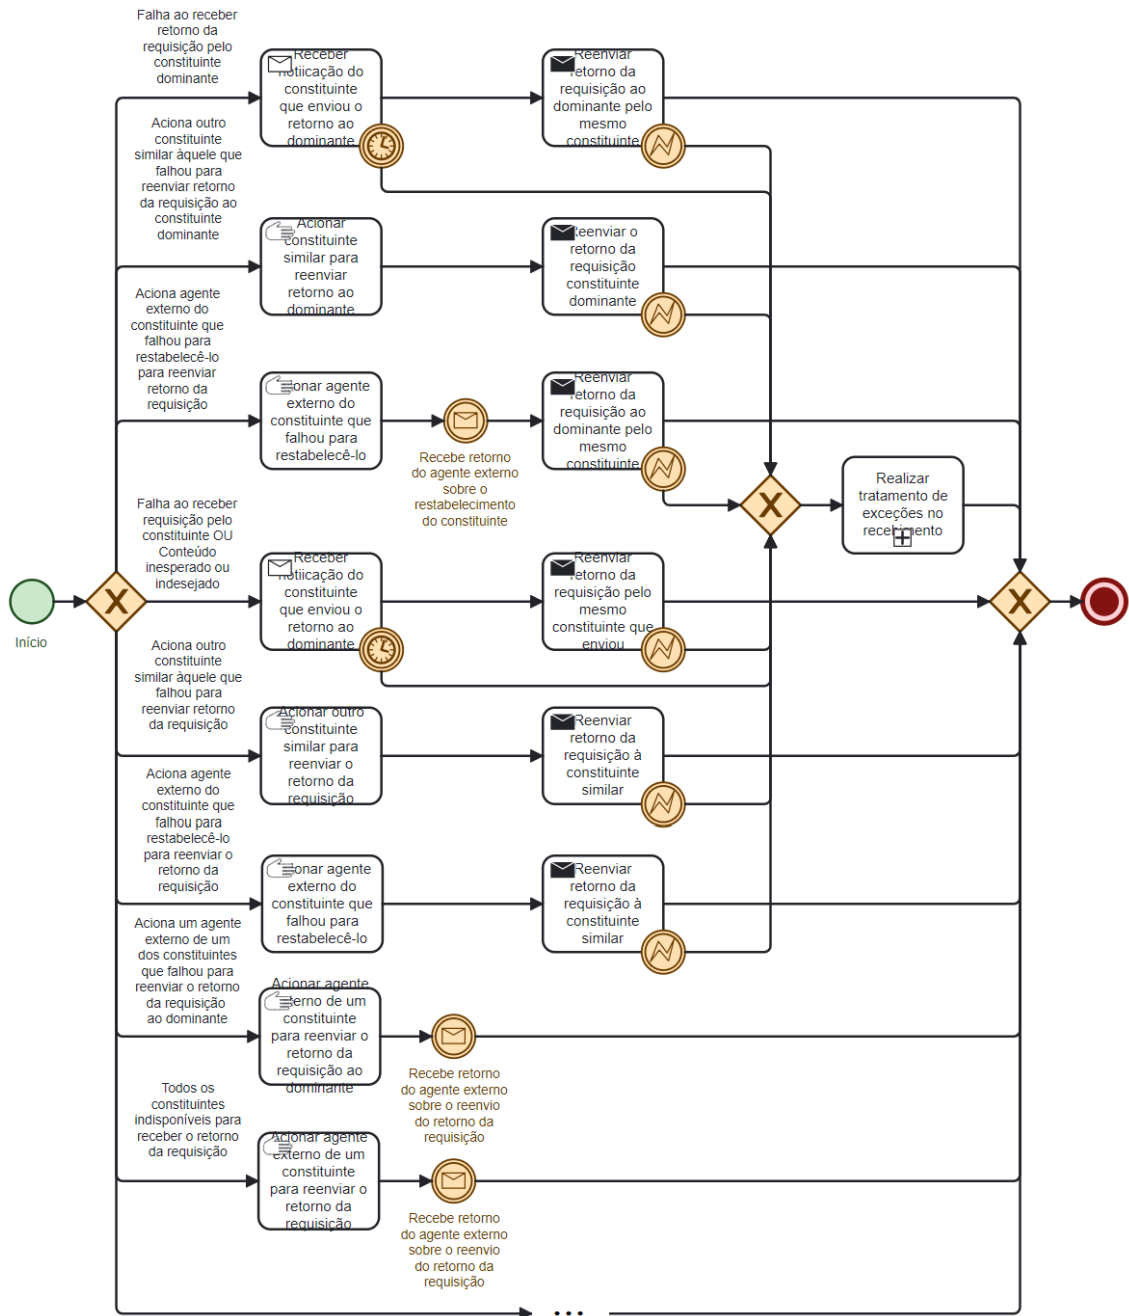 Falha ao receber
retorno da
requisição pelo
constituinte
dominante
Receber
notiicação do
constituinte
que enviou o
retorno ao
dominante
Reenviar
retorno da
requisição ao
dominante pelo
mesmo
constituinte
Aciona outro
constituinte
similar àquele que
falhou para
reenviar retorno
da requisição ao
constituinte
dominante
Acionar
constituinte
similar para
reenviar
retorno ao
dominante
Reenviar o
retorno da
requisição
constituinte
dominante
Aciona agente
externo do
constituinte que
falhou para
restabelecê-lo
para reenviar
retorno da
requisição
externo do
constituinte que
falhou para
restabelecê-lo
agente
Recebe retorno
do agente externo
sobre o
restabelecimento
do constituinte
Reenviar
retorno da
requisição ao
dominante pelo
mesmo
constituinte
Realizar
tratamento de
exceções no
recebimento
Falha ao receber
requisição pelo
constituinte OU
Conteúdo
inesperado ou
indesejado
Receber
notiicação do
constituinte
que enviou o
retorno ao
dominante
Reenviar
retorno da
requisição pelo
mesmo
constituinte que
enviou
Início
Aciona outro
constituinte
similar àquele que
falhou para
reenviar retorno
da requisição
Acionar outro
constituinte
similar para
reenviar o
retorno da
requisição
Reenviar
retorno da
requisição à
constituinte
similar
Aciona agente
externo do
constituinte que
falhou para
restabelecê-lo
para reenviar o
retorno da
requisição
agente
externo do
constituinte que
falhou para
restabelecê-lo
Reenviar
retorno da
requisição à
constituinte
similar
Aciona um agente
externo de um
dos constituintes
que falhou para
reenviar o retorno
da requisição
ao dominante
Acionar agente
externo de um
constituinte
para reenviar o
retorno da
requisição ao
dominante
Recebe retorno
do agente externo
sobre o reenvio
do retorno da
requisição
Todos os
constituintes
indisponíveis para
receber o retorno
da requisição
Acionar agente
externo de um
constituinte
para reenviar o
retorno da
requisição
Recebe retorno
do agente externo
sobre o reenvio
do retorno da
requisição
...